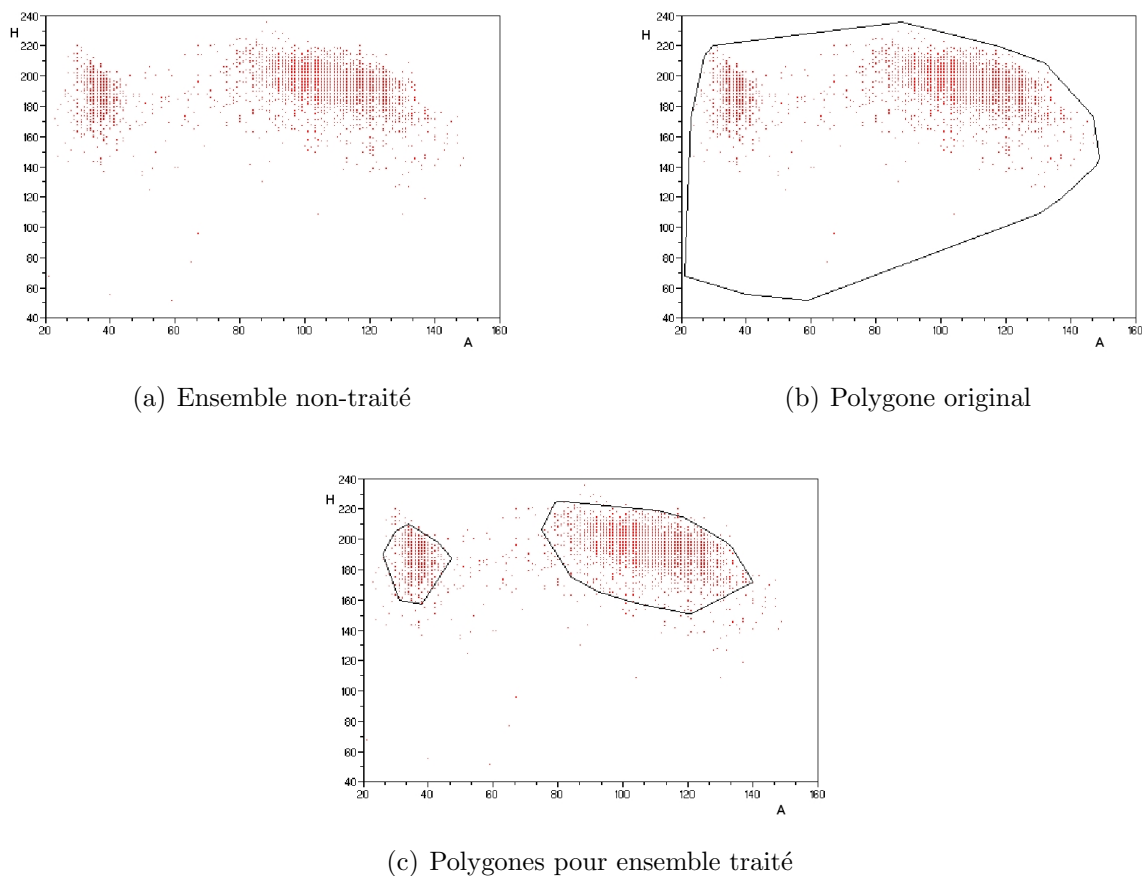 240
H
220
200
180
160
140
120
100
80
60
40
20 40 60 80 100 120 140 160
A
(a) Ensemble non-traité
240
H
220
200
180
160
140
120
100
80
60
40
20 40 60 80 100 120 140 160
A
(b) Polygone original
240
H
220
200
180
160
140
120
100
80
60
40
20 40 60 80 100 120 140 160
A
(c) Polygones pour ensemble traité